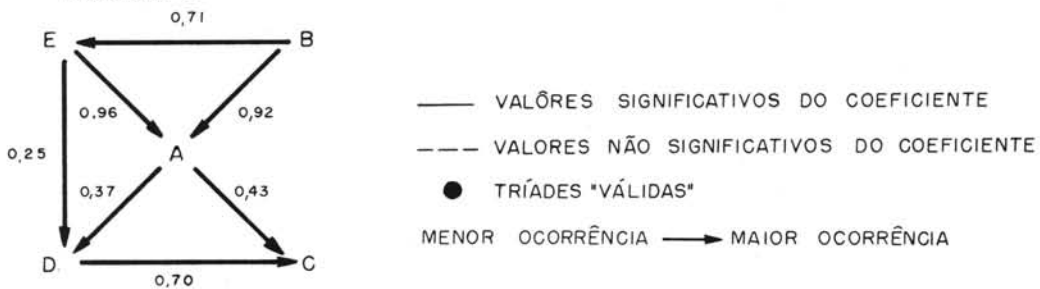 0,71
E B
0,96 0,92
0,25 A
0,37 0,43
D. C
0,70
——— VALÔRES SIGNIFICATIVOS DO COEFICIENTE
--- VALORES NÃO SIGNIFICATIVOS DO COEFICIENTE
● TRÍADES "VÁLIDAS"
MENOR OCORRÊNCIA ⟶ MAIOR OCORRÊNCIA